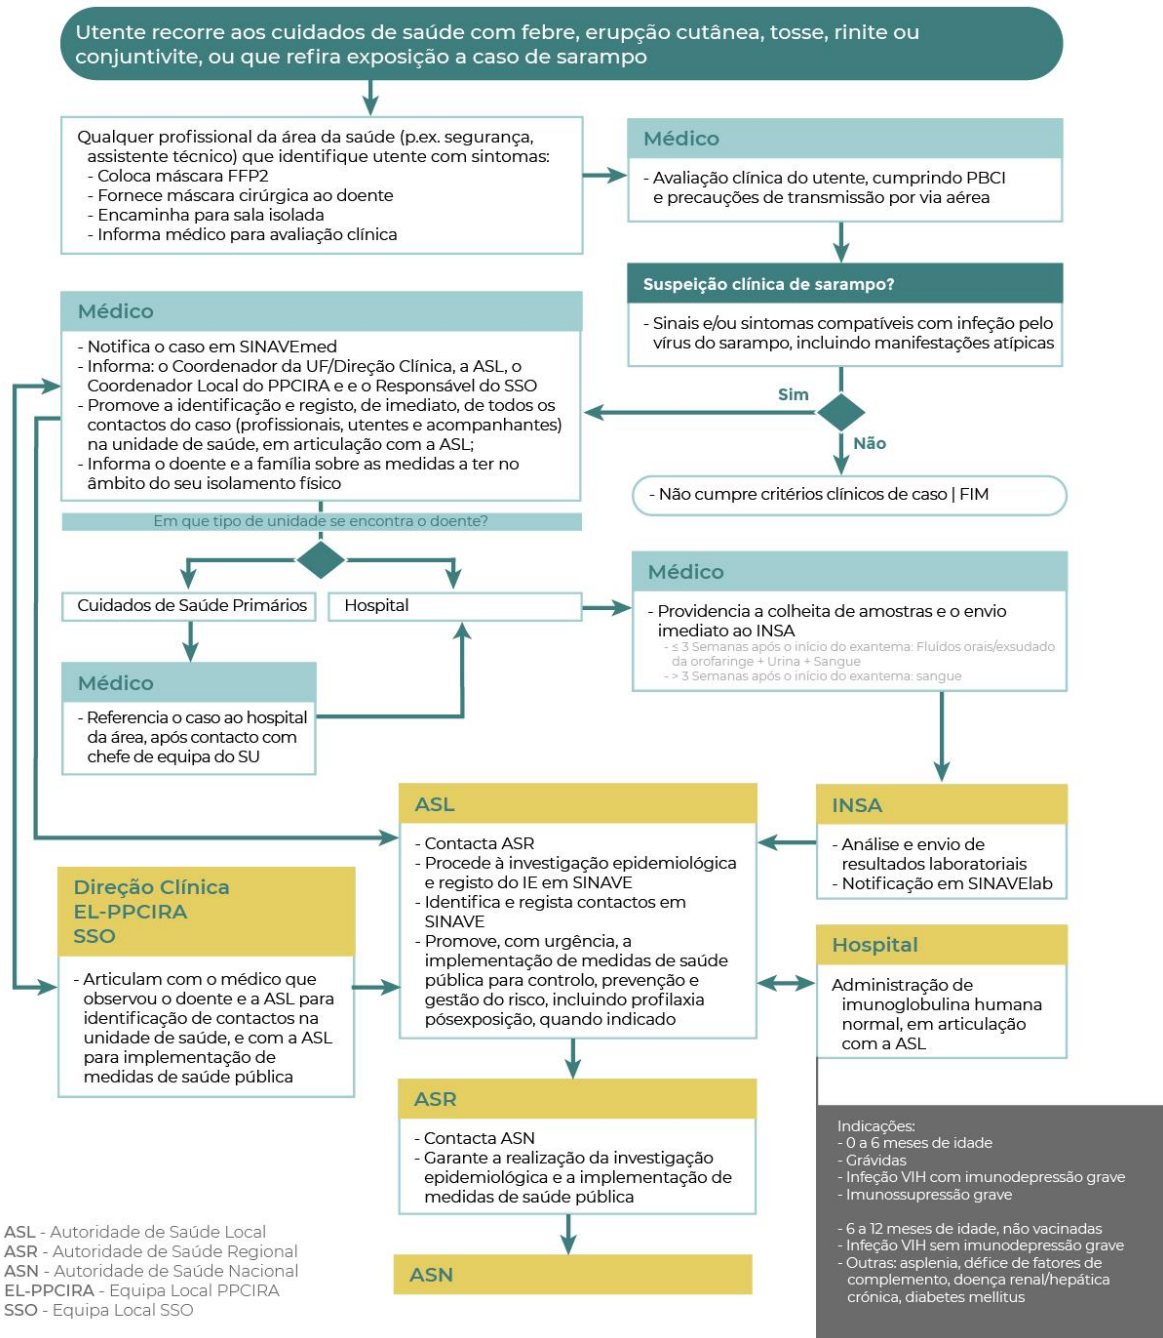 Utente recorre aos cuidados de saúde com febre, erupção cutânea, tosse, rinite ou
conjuntivite, ou que refira exposição a caso de sarampo
Qualquer profissional da área da saúde (p.ex. segurança,
assistente técnico) que identifique utente com sintomas:
- Coloca máscara FFP2
- Fornece máscara cirúrgica ao doente
- Encaminha para sala isolada
- Informa médico para avaliação clínica
Médico
- Avaliação clínica do utente, cumprindo PBCI
e precauções de transmissão por via aérea
Suspeição clínica de sarampo?
- Sinais e/ou sintomas compatíveis com infeção pelo
vírus do sarampo, incluindo manifestações atípicas
Sim
Não
- Não cumpre critérios clínicos de caso | FIM
Médico
- Notifica o caso em SINAVEmed
- Informa: o Coordenador da UF/Direção Clínica, a ASL, o
Coordenador Local do PPCIRA e e o Responsável do SSO
- Promove a identificação e registo, de imediato, de todos os
contactos do caso (profissionais, utentes e acompanhantes)
na unidade de saúde, em articulação com a ASL;
- Informa o doente e a família sobre as medidas a ter no
âmbito do seu isolamento físico
Em que tipo de unidade se encontra o doente?
Cuidados de Saúde Primários
Hospital
Médico
- Referencia o caso ao hospital
da área, após contacto com
chefe de equipa do SU
Médico
- Providencia a colheita de amostras e o envio
imediato ao INSA
- ≤ 3 Semanas após o início do exantema: Fluídos orais/exsudado
da orofaringe + Urina + Sangue
- > 3 Semanas após o início do exantema: sangue
ASL
- Contacta ASR
- Procede à investigação epidemiológica
e registo do IE em SINAVE
- Identifica e regista contactos em
SINAVE
- Promove, com urgência, a
implementação de medidas de saúde
pública para controlo, prevenção e
gestão do risco, incluindo profilaxia
pósexposição, quando indicado
INSA
- Análise e envio de
resultados laboratoriais
- Notificação em SINAVElab
Direção Clínica
EL-PPCIRA
SSO
- Articulam com o médico que
observou o doente e a ASL para
identificação de contactos na
unidade de saúde, e com a ASL
para implementação de
medidas de saúde pública
Hospital
Administração de
imunoglobulina humana
normal, em articulação
com a ASL
ASR
- Contacta ASN
- Garante a realização da investigação
epidemiológica e a implementação de
medidas de saúde pública
ASN
Indicações:
- 0 a 6 meses de idade
- Grávidas
- Infeção VIH com imunodepressão grave
- Imunossupressão grave
- 6 a 12 meses de idade, não vacinadas
- Infeção VIH sem imunodepressão grave
- Outras: asplenia, défice de fatores de
complemento, doença renal/hepática
crónica, diabetes mellitus
ASL - Autoridade de Saúde Local
ASR - Autoridade de Saúde Regional
ASN - Autoridade de Saúde Nacional
EL-PPCIRA - Equipa Local PPCIRA
SSO - Equipa Local SSO